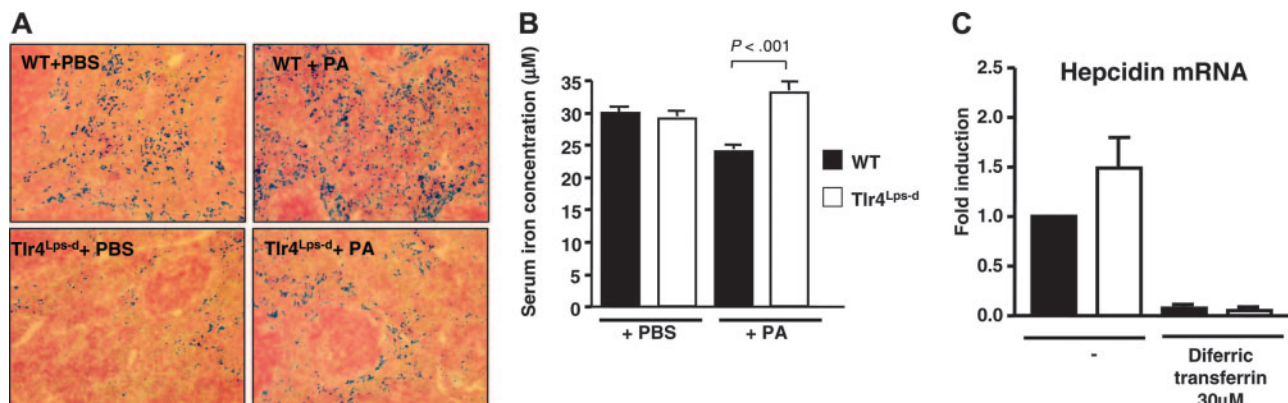 A
WT+PBS
WT + PA
Tlr4Lps-d+ PBS
Tlr4Lps-d+ PA
B
P < .001
Serum iron concentration (µM)
35
30
25
20
15
10
5
0
+ PBS
+ PA
WT
Tlr4Lps-d
C
Hepcidin mRNA
Fold induction
2.5
2.0
1.5
1.0
0.5
0.0
-
Diferric
transferrin
30µM